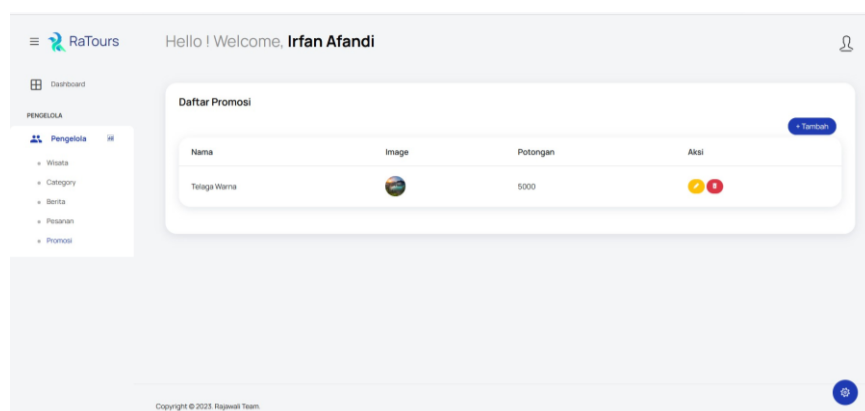 RaTours
Hello ! Welcome, Irfan Afandi
Dashboard
PENGELOLA
Pengelola
Wisata
Category
Berita
Pesanan
Promosi
Daftar Promosi
+ Tambah
Nama Image Potongan Aksi
Telaga Warna 5000
Copyright © 2023. Rajawali Team.